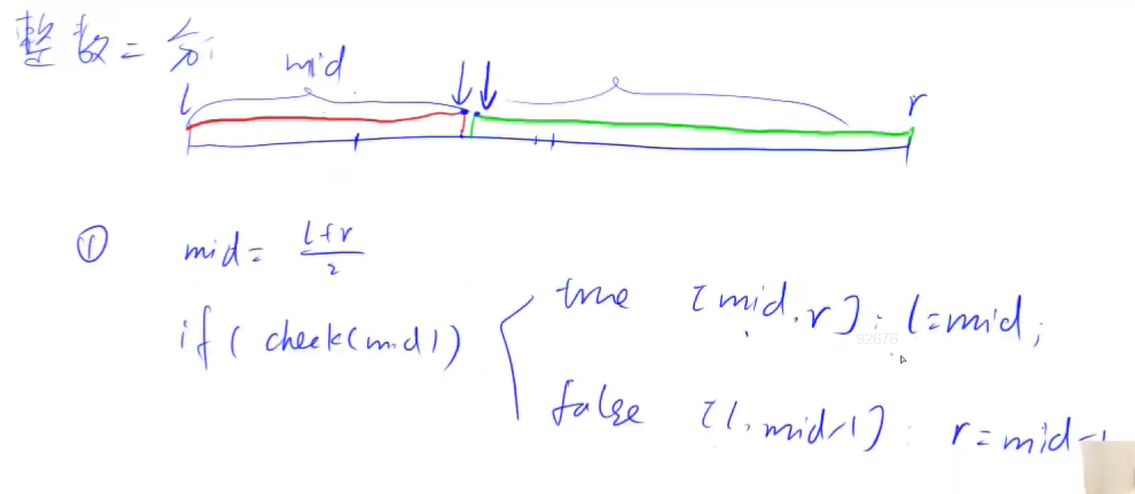 整数二分
mid
l
r
① mid = l+r
2
if ( check(mid) )
true [mid, r] : l=mid;
92676
false [l, mid-1] : r=mid-1